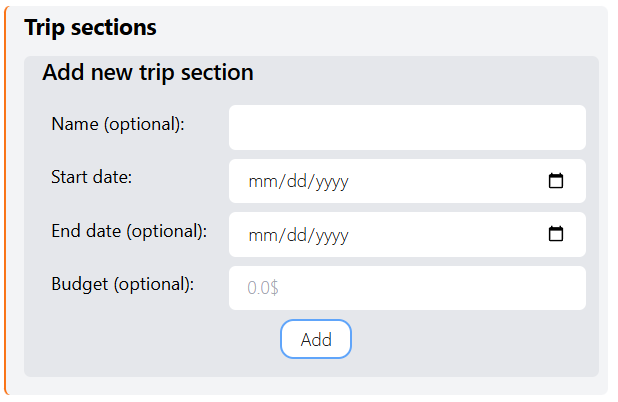 Trip sections
Add new trip section
Name (optional):
Start date: mm/dd/yyyy
End date (optional): mm/dd/yyyy
Budget (optional): 0.0$
Add